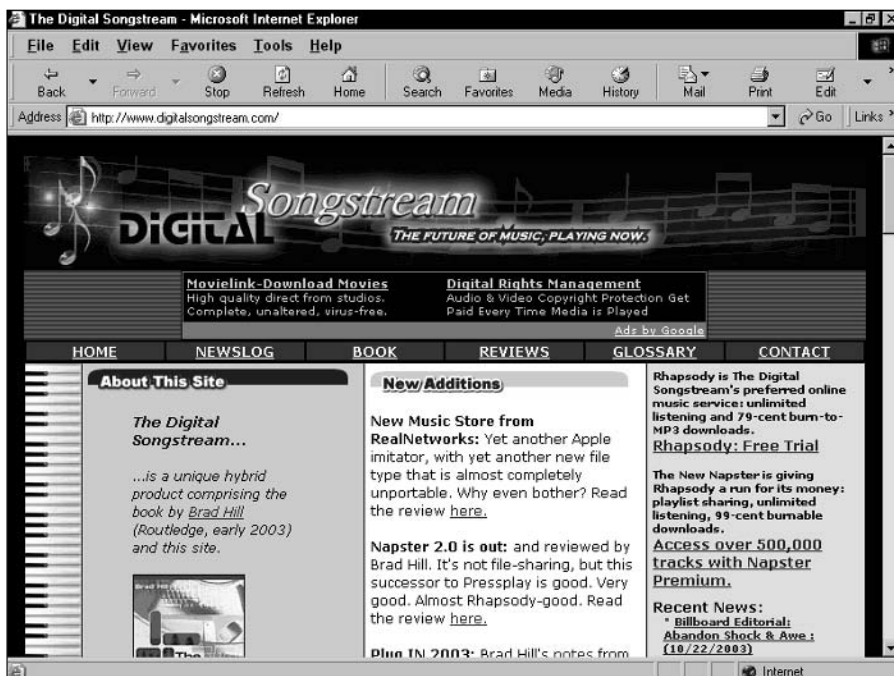 The Digital Songstream - Microsoft Internet Explorer
File Edit View Favorites Tools Help
Back Forward Stop Refresh Home Search Favorites Media History Mail Print Edit
Address http://www.digitalsongstream.com/ Go Links
DiGiTAL Songstream
THE FUTURE OF MUSIC, PLAYING NOW.
Movielink-Download Movies
High quality direct from studios.
Complete, unaltered, virus-free.
Digital Rights Management
Audio & Video Copyright Protection Get
Paid Every Time Media is Played
Ads by Google
HOME NEWSLOG BOOK REVIEWS GLOSSARY CONTACT
About This Site
The Digital
Songstream...
...is a unique hybrid
product comprising the
book by Brad Hill
(Routledge, early 2003)
and this site.
Brad Hill
The
New Additions
New Music Store from
RealNetworks: Yet another Apple
imitator, with yet another new file
type that is almost completely
unportable. Why even bother? Read
the review here.
Napster 2.0 is out: and reviewed by
Brad Hill. It's not file-sharing, but this
successor to Pressplay is good. Very
good. Almost Rhapsody-good. Read
the review here.
Plug IN 2003: Brad Hill's notes from
Rhapsody is The Digital
Songstream's preferred online
music service: unlimited
listening and 79-cent burn-to-
MP3 downloads.
Rhapsody: Free Trial
The New Napster is giving
Rhapsody a run for its money:
playlist sharing, unlimited
listening, 99-cent burnable
downloads.
Access over 500,000
tracks with Napster
Premium.
Recent News:
* Billboard Editorial:
Abandon Shock & Awe :
(10/22/2003)
Internet